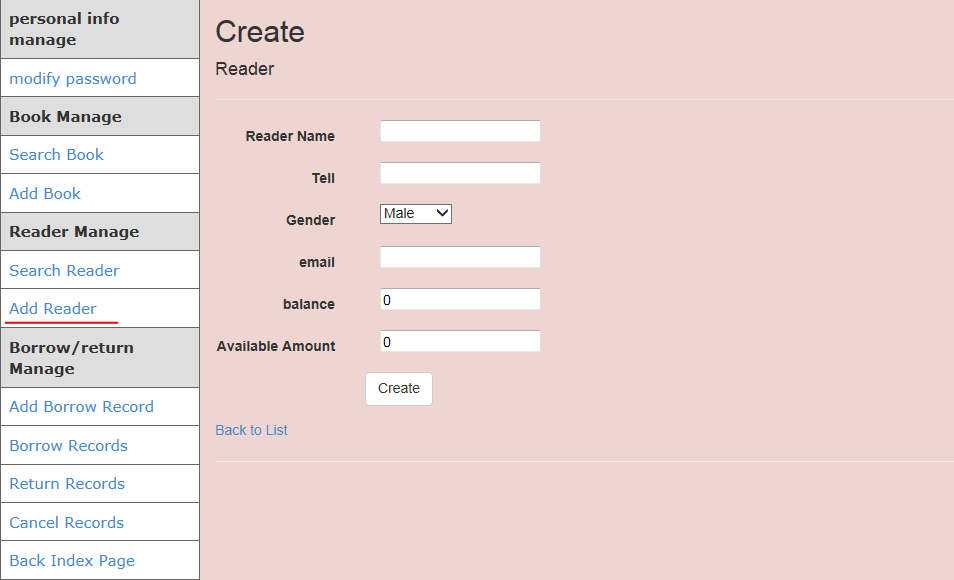 personal info
manage
modify password
Book Manage
Search Book
Add Book
Reader Manage
Search Reader
Add Reader
Borrow/return
Manage
Add Borrow Record
Borrow Records
Return Records
Cancel Records
Back Index Page
Create
Reader
Reader Name
Tell
Gender Male
email
balance 0
Available Amount 0
Create
Back to List